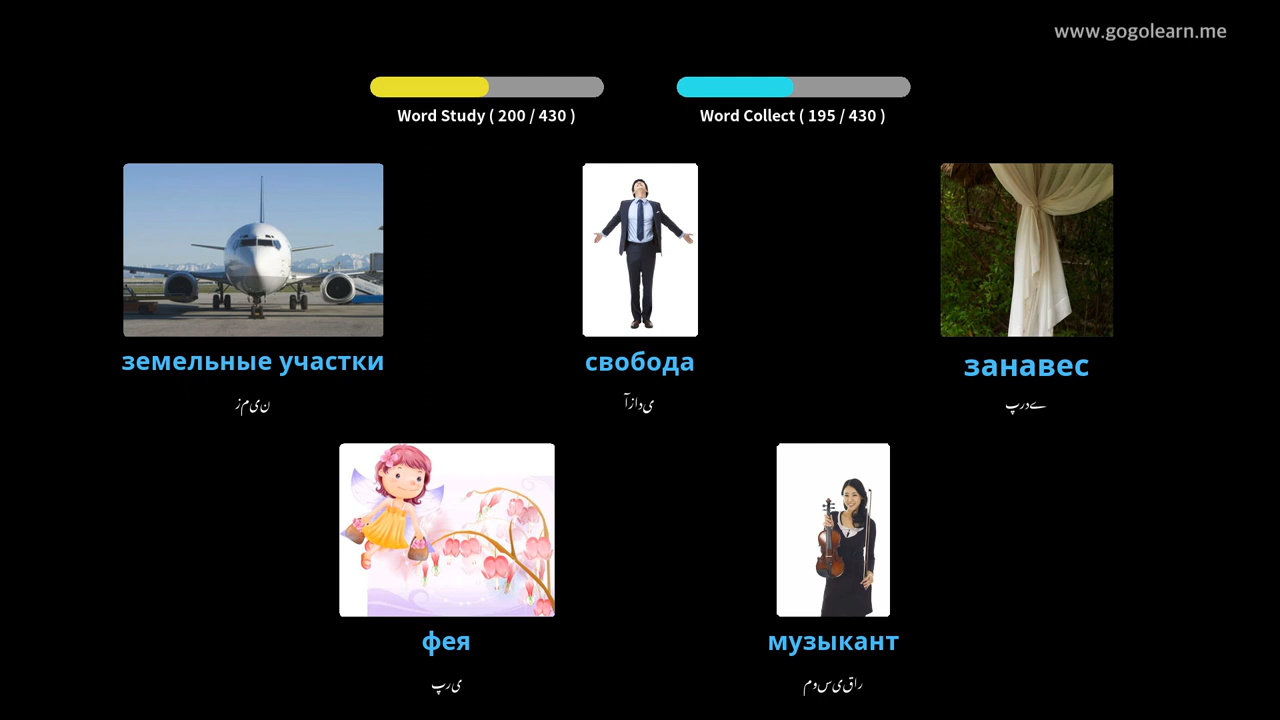 www.gogolearn.me
Word Study ( 200 / 430 )
Word Collect ( 195 / 430 )
земельные участки
свобода
занавес
زمین
آزادی
پردے
фея
музыкант
پری
موسیقار